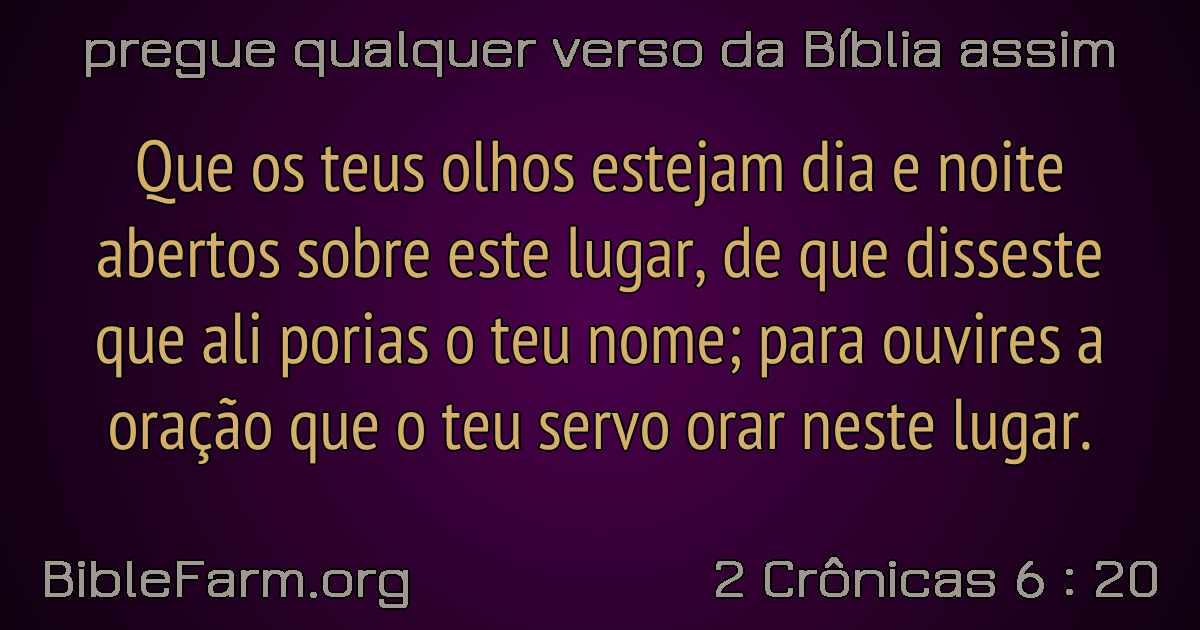 pregue qualquer verso da Bíblia assim
Que os teus olhos estejam dia e noite
abertos sobre este lugar, de que disseste
que ali porias o teu nome; para ouvires a
oração que o teu servo orar neste lugar.
BibleFarm.org
2 Crônicas 6 : 20